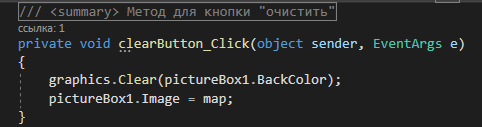 /// <summary> Метод для кнопки "очистить"
ссылка: 1
private void clearButton_Click(object sender, EventArgs e)
{
graphics.Clear(pictureBox1.BackColor);
pictureBox1.Image = map;
}